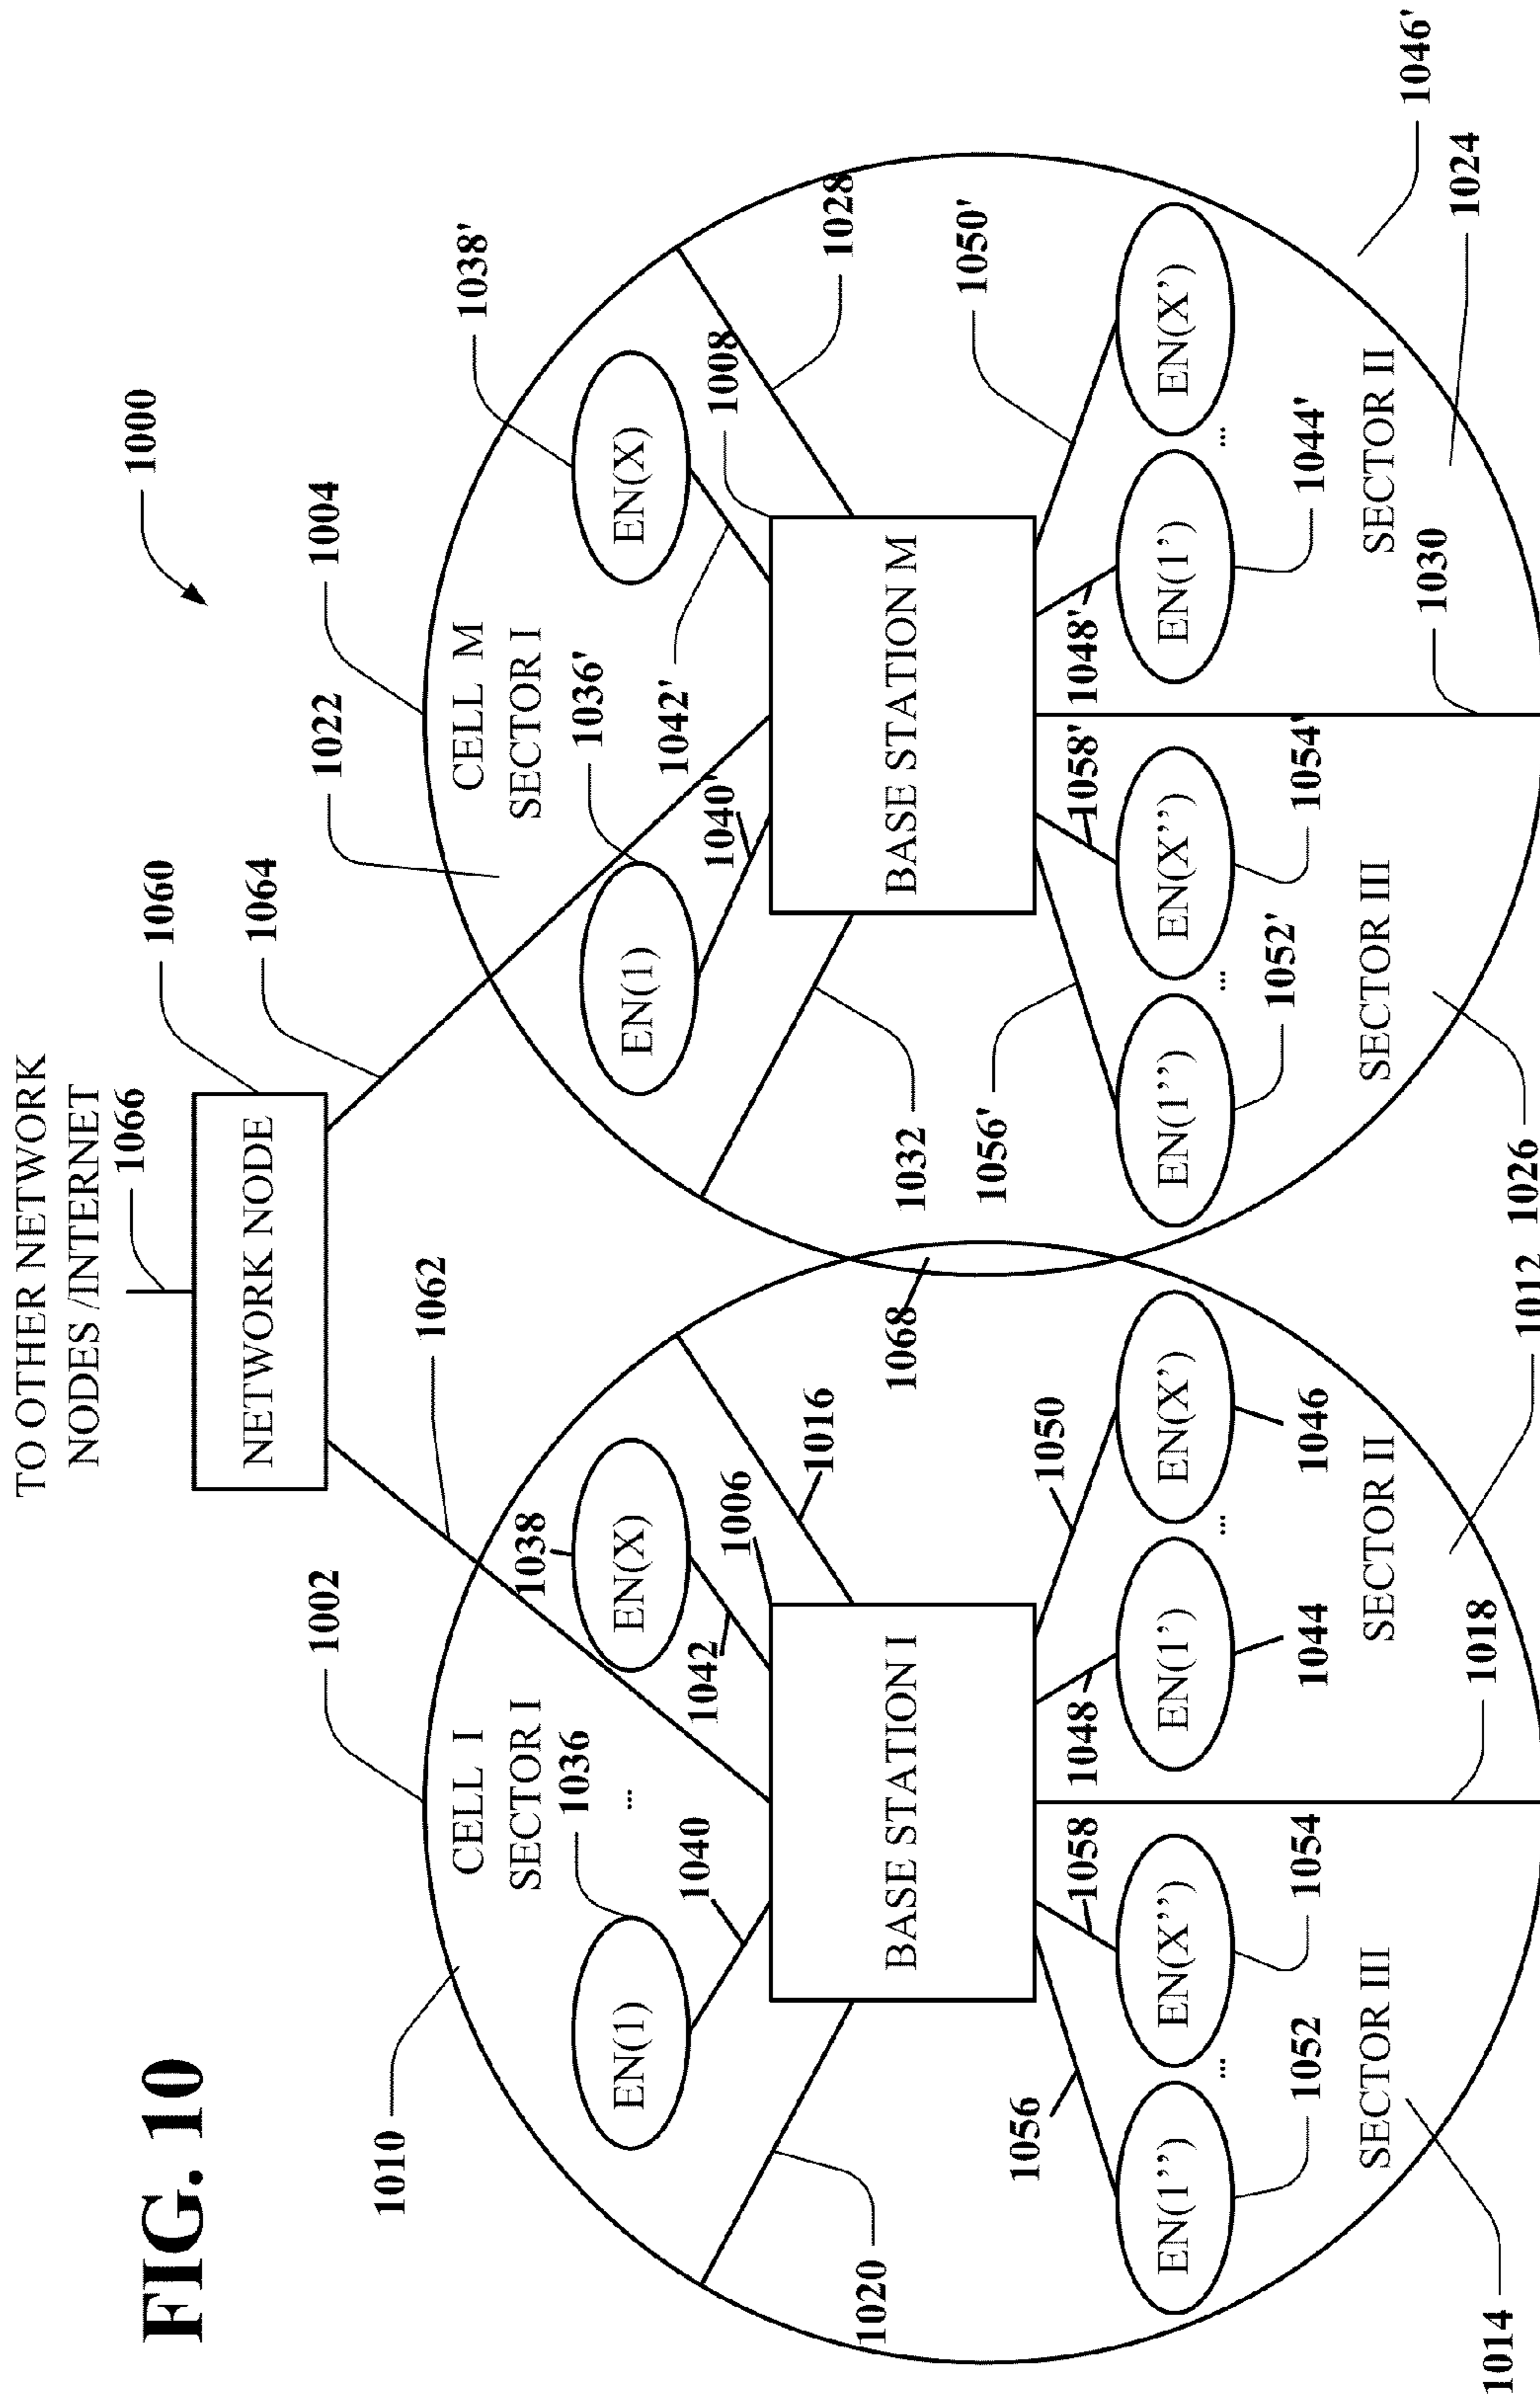 FIG. 10
1000
TO OTHER NETWORK
NODES /INTERNET
1066
NETWORK NODE
1060
1064
1062
1002
1010
CELL I
SECTOR I
1036
...
EN(1)
1038
EN(X)
1040
1042
1006
1016
BASE STATION I
1020
1068
1056
1058
1048
1050
EN(1’’)
...
EN(X’’)
EN(1’)
...
EN(X’)
1052
1054
1044
1046
SECTOR III
SECTOR II
1014
1018
1012
1004
1022
CELL M
SECTOR I
1036'
1038'
EN(1)
EN(X)
1040'
1042'
1008
1028
BASE STATION M
1032
1056'
1058'
1048'
1050'
EN(1’’)
...
EN(X’’)
EN(1’)
...
EN(X’)
1052'
1054'
1044'
1046'
SECTOR III
SECTOR II
1026
1030
1024